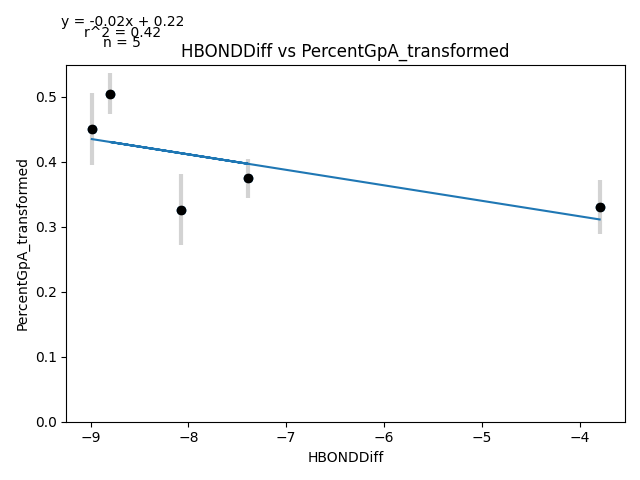 y = -0.02x + 0.22
r^2 = 0.42
n = 5
HBONDDiff vs PercentGpA_transformed
PercentGpA_transformed
0.5
0.4
0.3
0.2
0.1
0.0
−9
−8
−7
−6
−5
−4
HBONDDiff